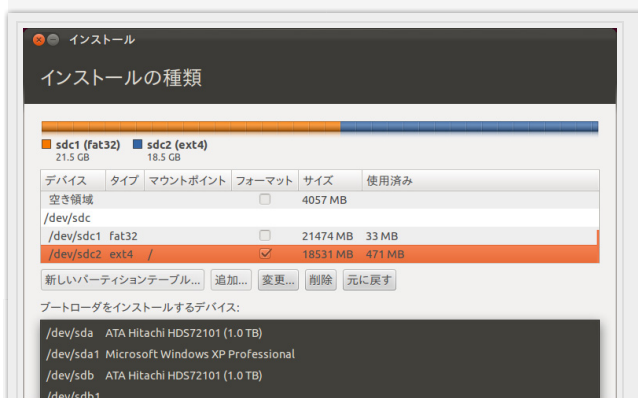 インストール
インストールの種類
sdc1 (fat32) sdc2 (ext4)
21.5 GB 18.5 GB
デバイス タイプ マウントポイント フォーマット サイズ 使用済み
空き領域 4057 MB
/dev/sdc
/dev/sdc1 fat32 21474 MB 33 MB
/dev/sdc2 ext4 / 18531 MB 471 MB
新しいパーティションテーブル... 追加... 変更... 削除 元に戻す
ブートローダをインストールするデバイス:
/dev/sda ATA Hitachi HDS72101 (1.0 TB)
/dev/sda1 Microsoft Windows XP Professional
/dev/sdb ATA Hitachi HDS72101 (1.0 TB)
/dev/sdb1